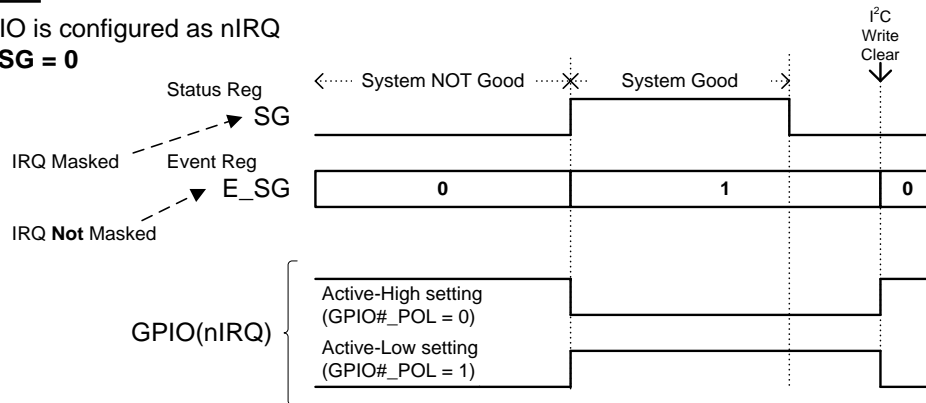 IO is configured as nIRQ
SG = 0
I²C
Write
Clear
System NOT Good
System Good
Status Reg
SG
IRQ Masked
Event Reg
E_SG
0
1
0
IRQ Not Masked
Active-High setting
(GPIO#_POL = 0)
GPIO(nIRQ)
Active-Low setting
(GPIO#_POL = 1)